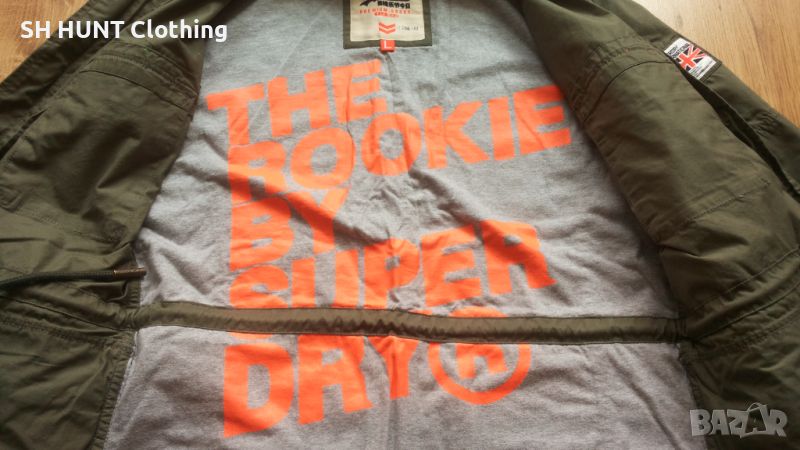 SH HUNT Clothing
L
THE
ROOKIE
BY
SUPER
DRY®
BAZAR